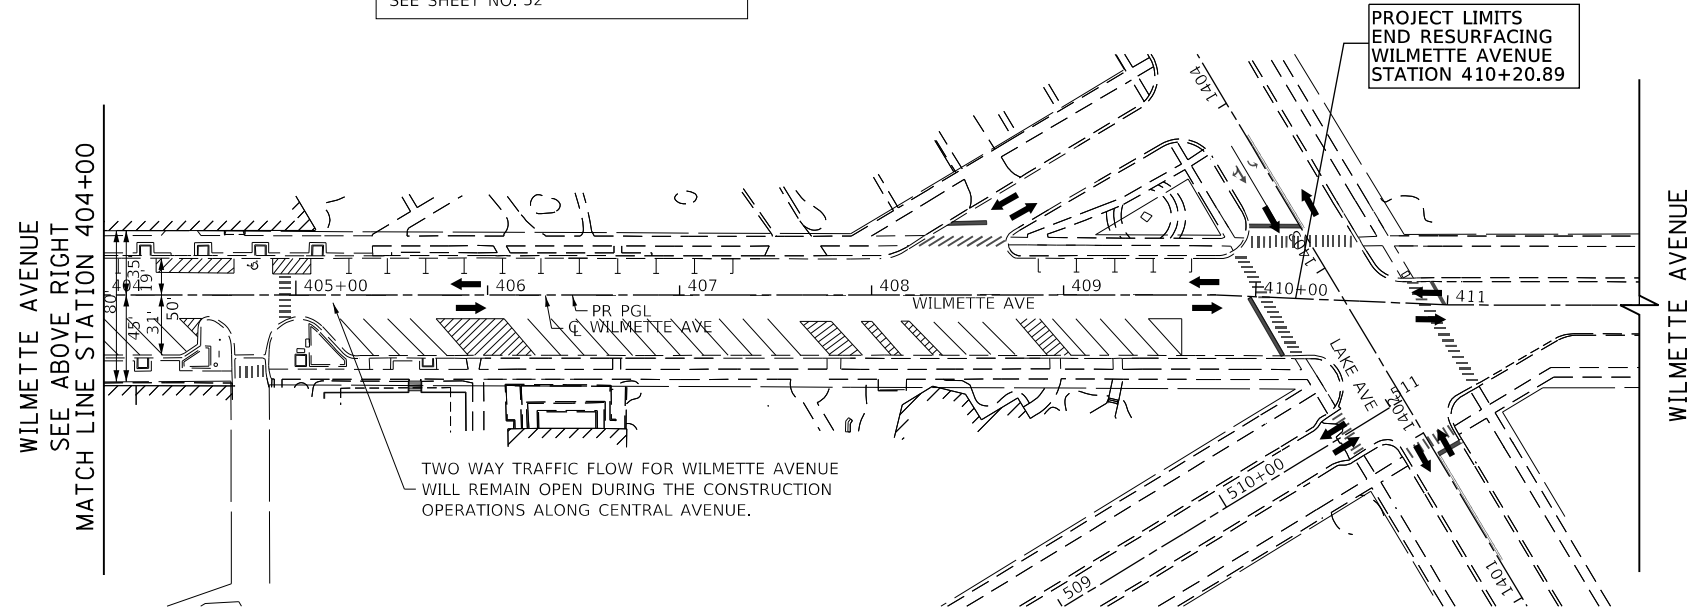 SEE SHEET NO. 52
PROJECT LIMITS
END RESURFACING
WILMETTE AVENUE
STATION 410+20.89
WILMETTE AVENUE
SEE ABOVE RIGHT
MATCH LINE STATION 404+00
80'
35'
45'
19'
31'
50'
404
405+00
406
407
408
409
410+00
411
WILMETTE AVE
PR PGL
℄ WILMETTE AVE
LAKE AVE
1404
1403
1402
1401
511
510+00
509
TWO WAY TRAFFIC FLOW FOR WILMETTE AVENUE
WILL REMAIN OPEN DURING THE CONSTRUCTION
OPERATIONS ALONG CENTRAL AVENUE.
WILMETTE AVENUE